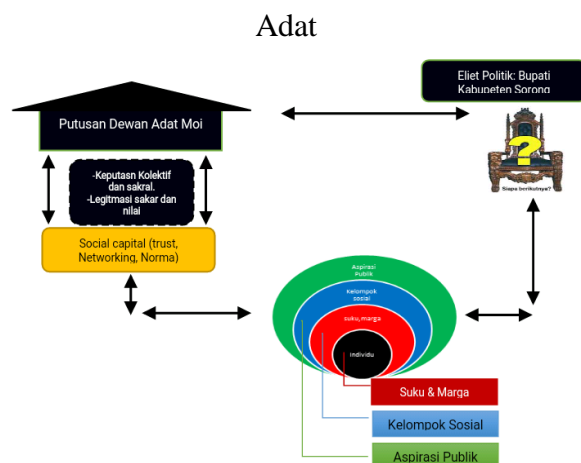 Adat
Eliet Politik: Bupati
Kabupeten Sorong
Putusan Dewan Adat Moi
?
Siapa berikutnya?
-Keputasn Kolektif
dan sakral.
-Legitmasi sakar dan
nilai
Social capital (trust,
Networking, Norma)
Aspirasi
Publik
Kelompok
sosial
suku, marga
individu
Suku & Marga
Kelompok Sosial
Aspirasi Publik